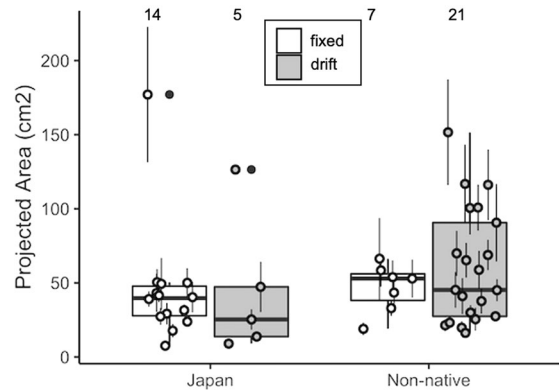 14 5 7 21
fixed
drift
200
150
100
50
0
Projected Area (cm2)
Japan Non-native